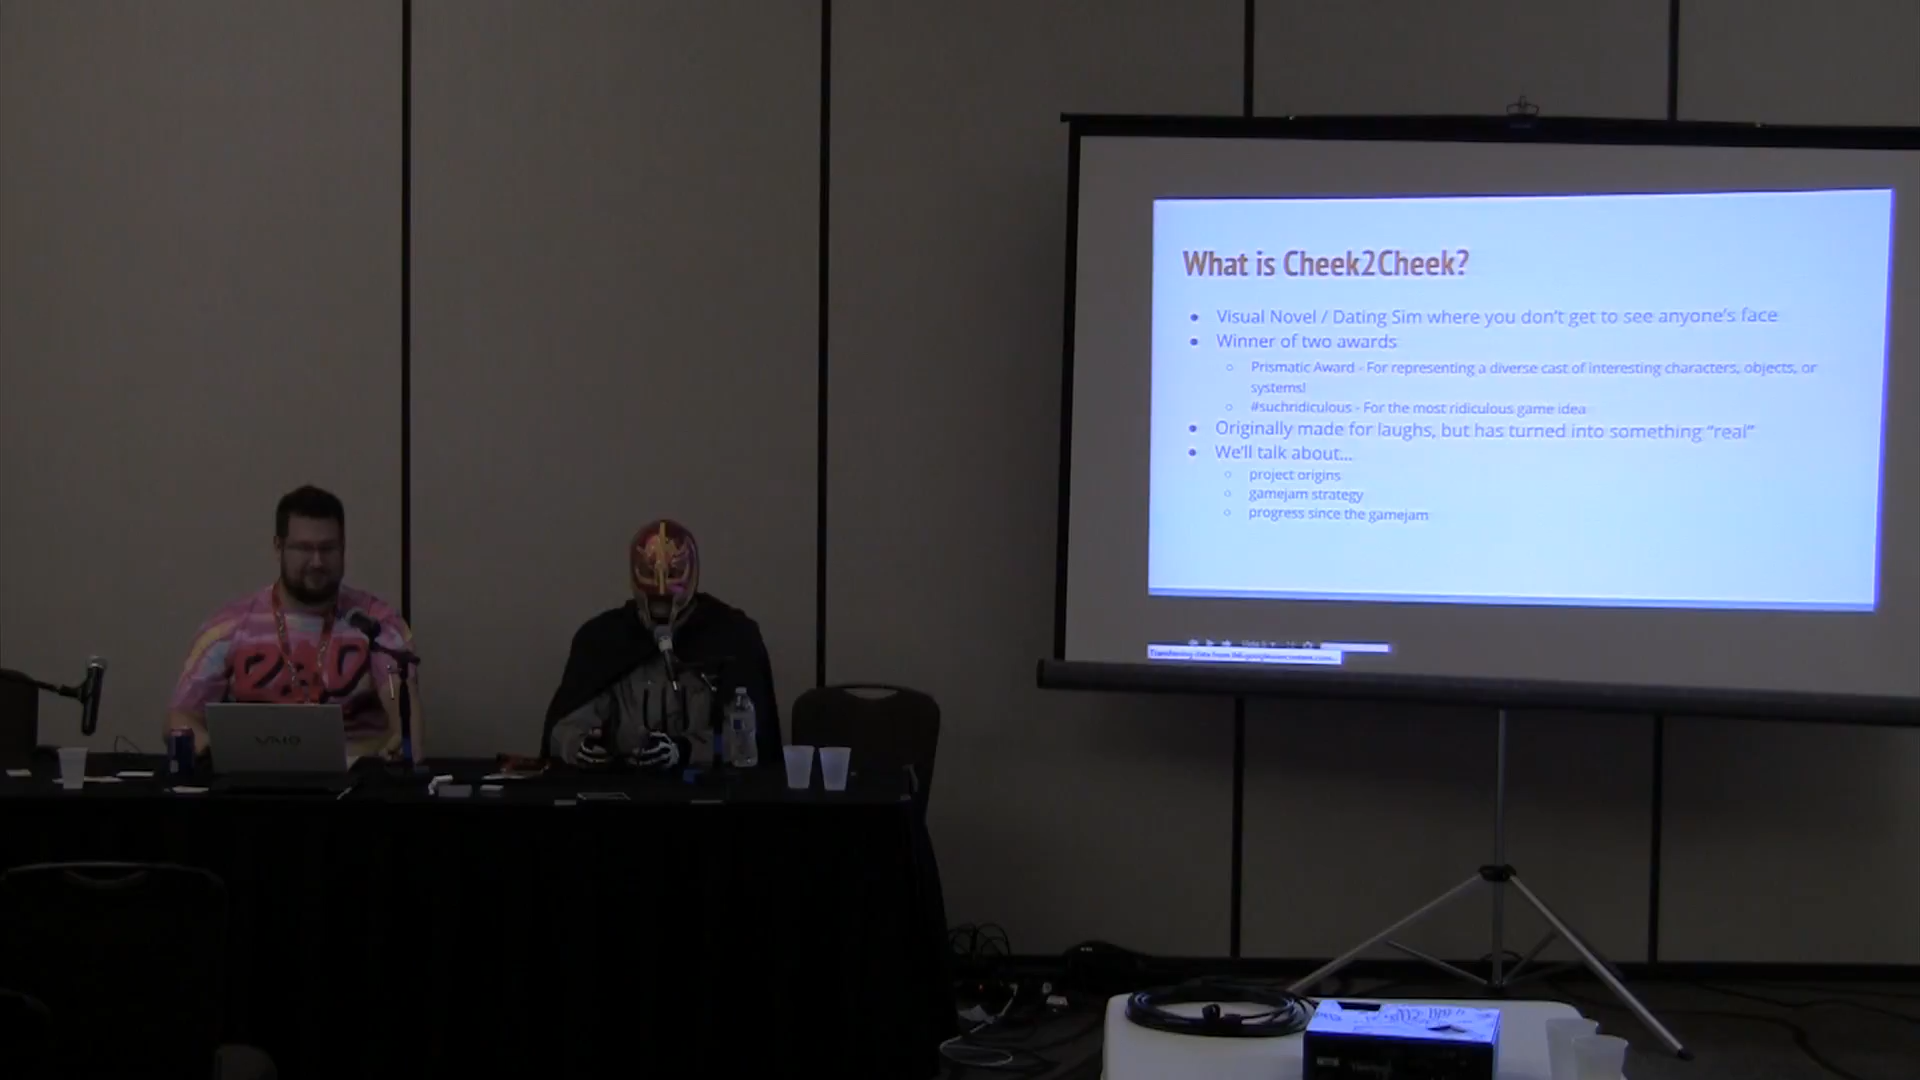 What is Cheek2Cheek?
Visual Novel / Dating Sim where you don't get to see anyone's face
Winner of two awards
Prismatic Award - For representing a diverse cast of interesting characters, objects, or
systems!
#suchridiculous - For the most ridiculous game idea
Originally made for laughs, but has turned into something "real"
We'll talk about...
project origins
gamejam strategy
progress since the gamejam
RAD
VAIO